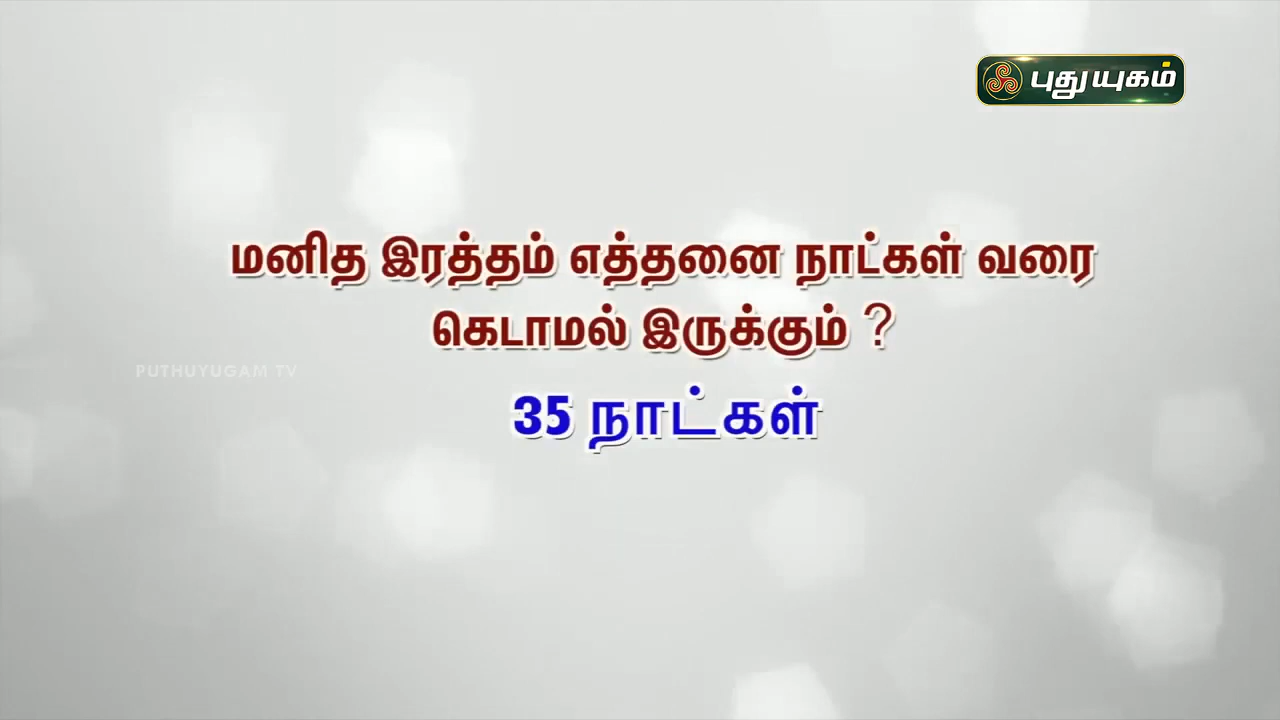 புதுயுகம்
மனித இரத்தம் எத்தனை நாட்கள் வரை
கெடாமல் இருக்கும் ?
PUTHUYUGAM TV
35 நாட்கள்